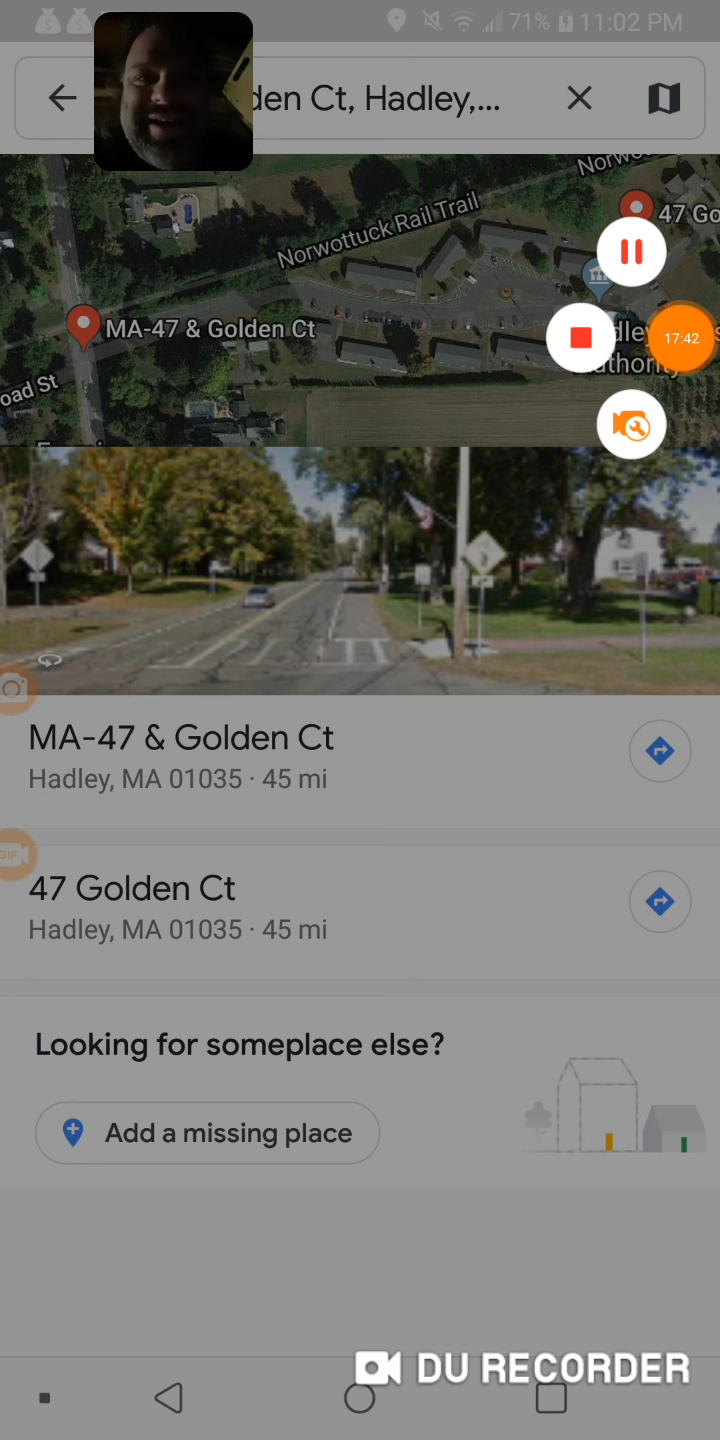 71% 11:02 PM
den Ct, Hadley,...
Norwottuck Rail Trail
47 Go
MA-47 & Golden Ct
17:42
oad St
MA-47 & Golden Ct
Hadley, MA 01035 · 45 mi
GIF
47 Golden Ct
Hadley, MA 01035 · 45 mi
Looking for someplace else?
Add a missing place
DU RECORDER